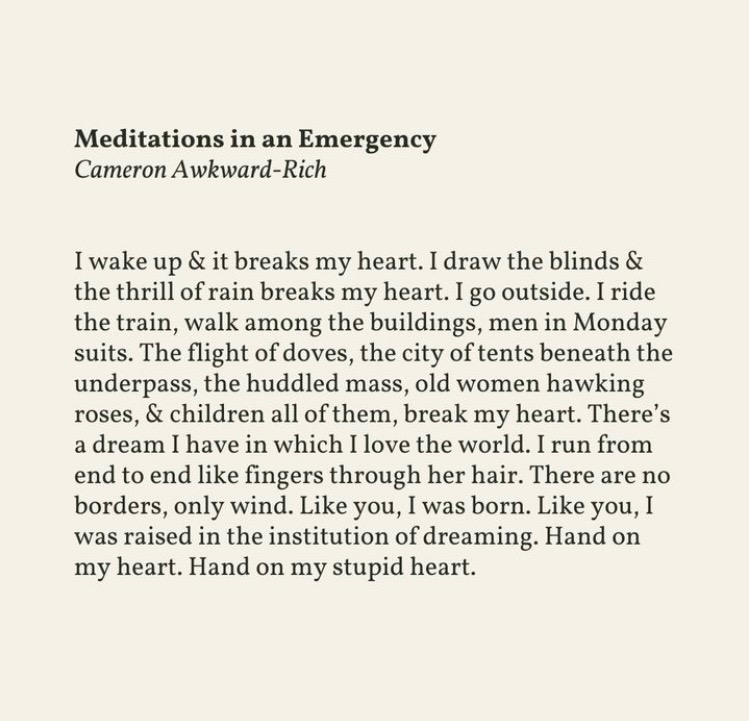 Meditations in an Emergency
Cameron Awkward-Rich
I wake up & it breaks my heart. I draw the blinds &
the thrill of rain breaks my heart. I go outside. I ride
the train, walk among the buildings, men in Monday
suits. The flight of doves, the city of tents beneath the
underpass, the huddled mass, old women hawking
roses, & children all of them, break my heart. There’s
a dream I have in which I love the world. I run from
end to end like fingers through her hair. There are no
borders, only wind. Like you, I was born. Like you, I
was raised in the institution of dreaming. Hand on
my heart. Hand on my stupid heart.